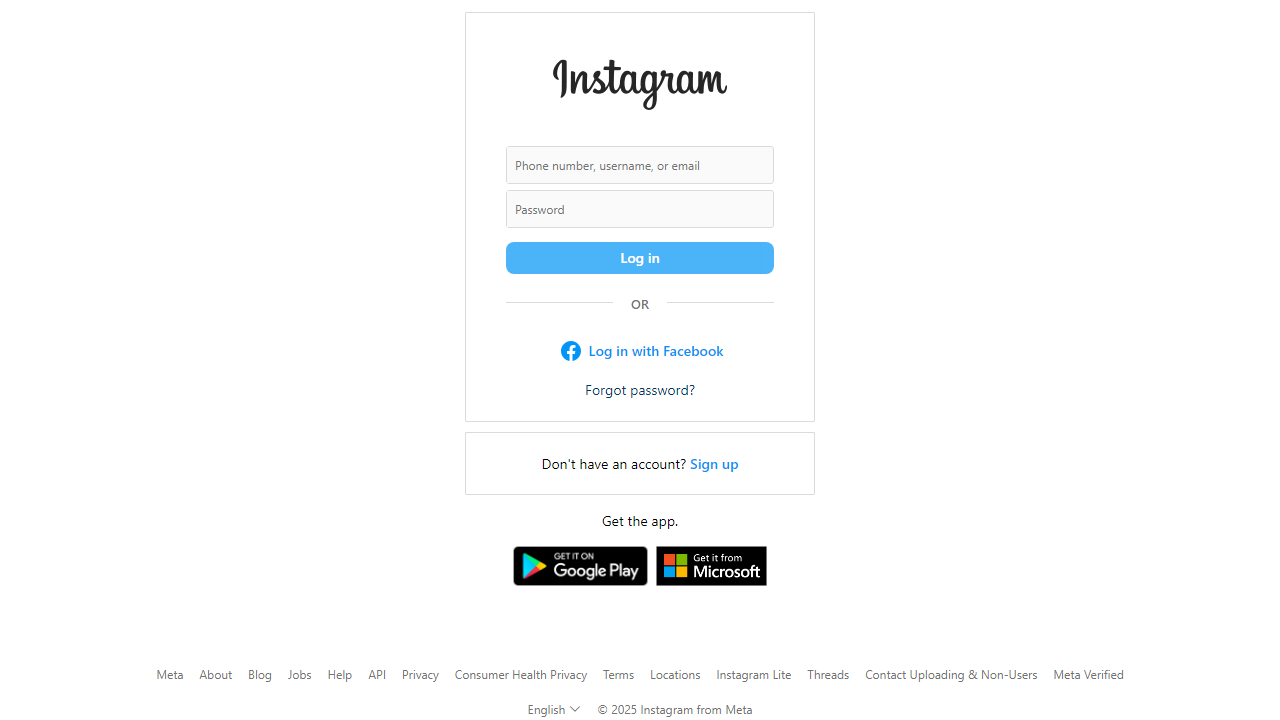 Instagram
Phone number, username, or email
Password
Log in
OR
Log in with Facebook
Forgot password?
Don't have an account? Sign up
Get the app.
GET IT ON
Google Play
Get it from
Microsoft
Meta About Blog Jobs Help API Privacy Consumer Health Privacy Terms Locations Instagram Lite Threads Contact Uploading & Non-Users Meta Verified
English © 2025 Instagram from Meta